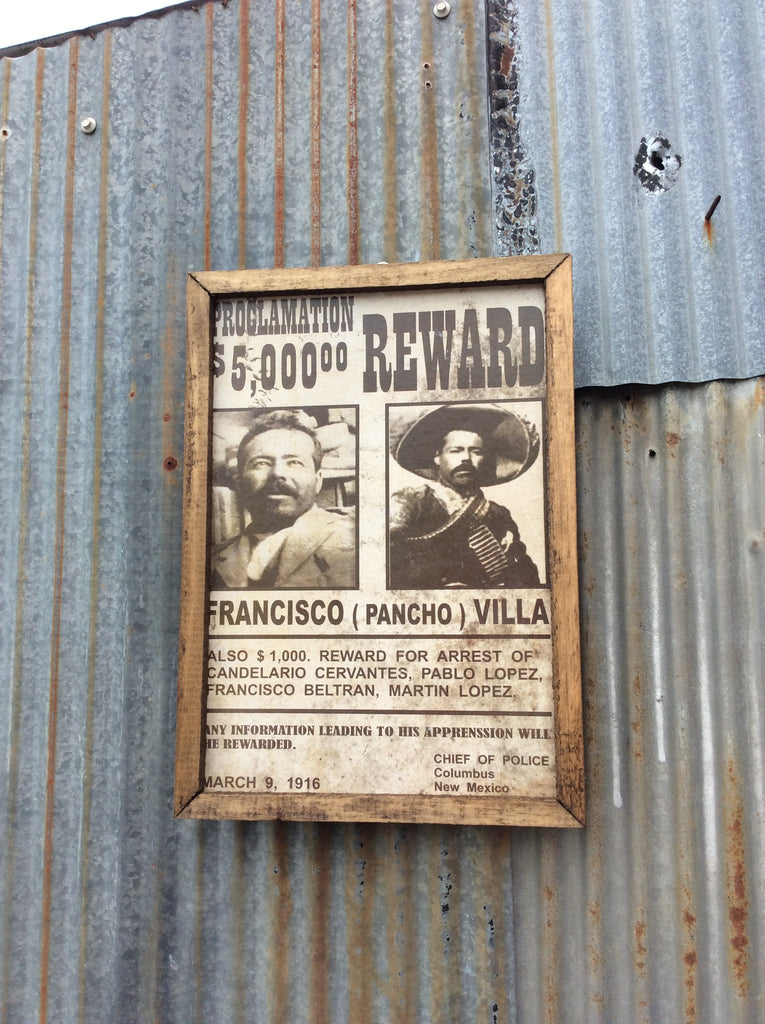 PROCLAMATION
$5,000⁰⁰ REWARD
FRANCISCO ( PANCHO ) VILLA
ALSO $ 1,000. REWARD FOR ARREST OF
CANDELARIO CERVANTES, PABLO LOPEZ,
FRANCISCO BELTRAN, MARTIN LOPEZ.
ANY INFORMATION LEADING TO HIS APPRENSSION WILL
HE REWARDED.
CHIEF OF POLICE
Columbus
New Mexico
MARCH 9, 1916